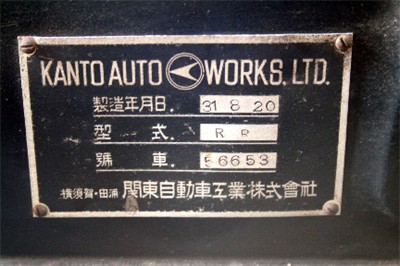 KANTO AUTO WORKS, LTD.
製造年月日. 31 8 20
型式. R R
號車. 56653
横須賀・田浦 関東自動車工業・株式會社